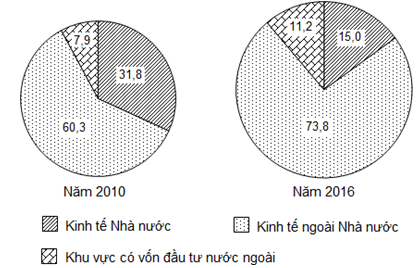 7,9
31,8
60,3
11,2
15,0
73,8
Năm 2010
Năm 2016
Kinh tế Nhà nước
Kinh tế ngoài Nhà nước
Khu vực có vốn đầu tư nước ngoài